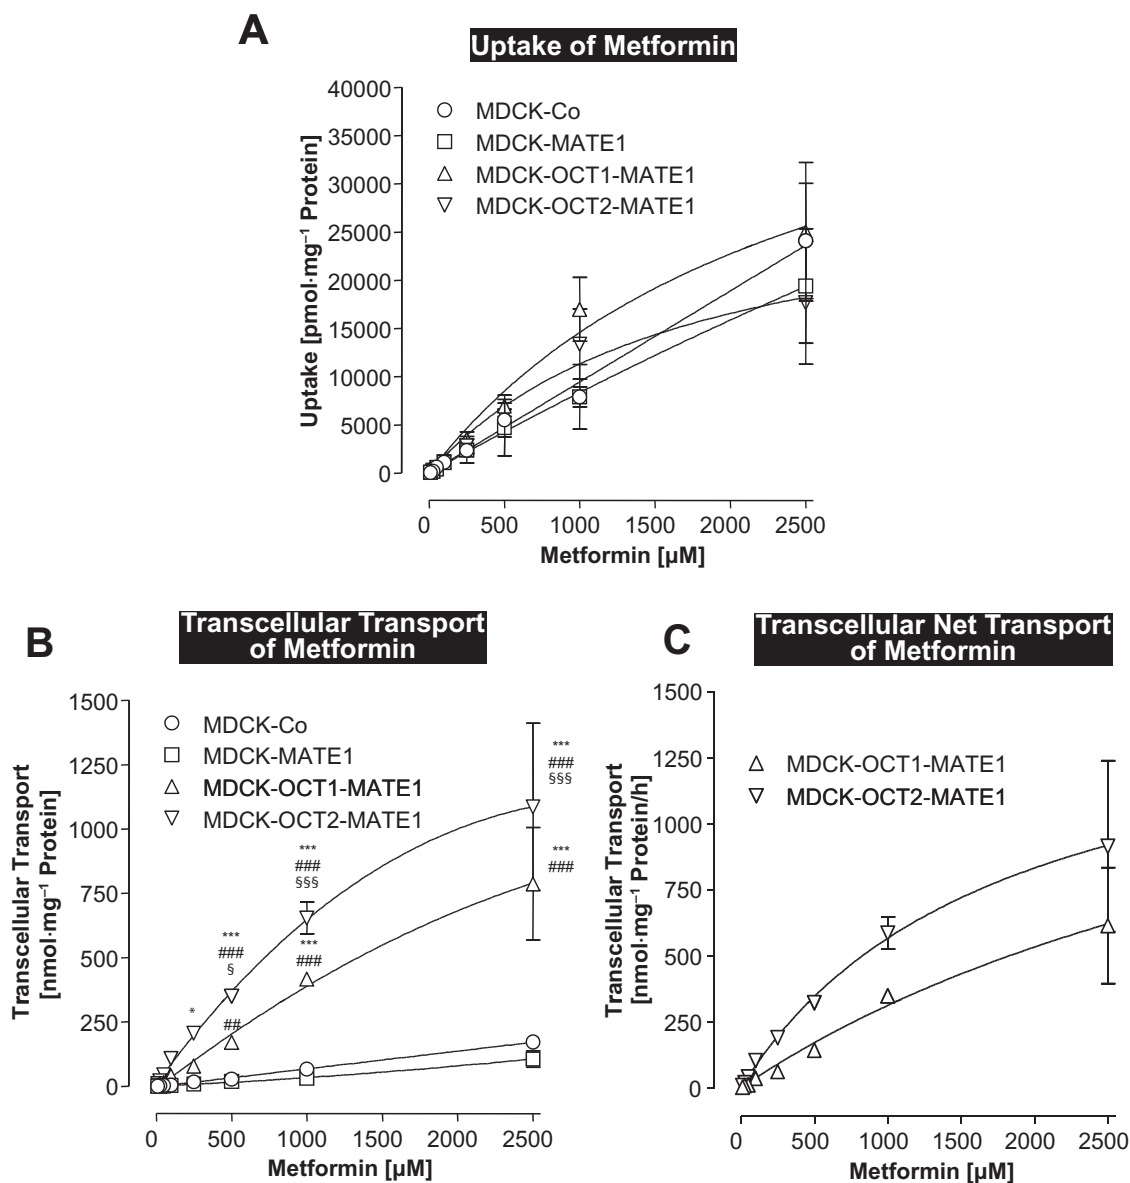 A
Uptake of Metformin
40000
35000
30000
25000
20000
15000
10000
5000
0
Uptake [pmol·mg⁻¹ Protein]
MDCK-Co
MDCK-MATE1
MDCK-OCT1-MATE1
MDCK-OCT2-MATE1
0 500 1000 1500 2000 2500
Metformin [µM]
B
Transcellular Transport
of Metformin
1500
1250
1000
750
500
250
0
Transcellular Transport
[nmol·mg⁻¹ Protein]
MDCK-Co
MDCK-MATE1
MDCK-OCT1-MATE1
MDCK-OCT2-MATE1
*
***
###
§
##
***
###
§§§
***
###
***
###
§§§
***
###
0 500 1000 1500 2000 2500
Metformin [µM]
C
Transcellular Net Transport
of Metformin
1500
1250
1000
750
500
250
0
Transcellular Transport
[nmol·mg⁻¹ Protein/h]
MDCK-OCT1-MATE1
MDCK-OCT2-MATE1
0 500 1000 1500 2000 2500
Metformin [µM]